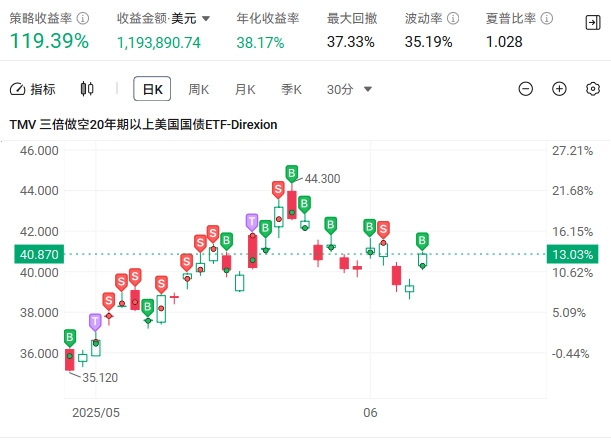 策略收益率 收益金额·美元 年化收益率 最大回撤 波动率 夏普比率
119.39% 1,193,890.74 38.17% 37.33% 35.19% 1.028
指标 日K 周K 月K 季K 30分
TMV 三倍做空20年期以上美国国债ETF-Direxion
46.000 27.21%
B 44.300
44.000 S 21.68%
B
T
42.000 S S B B B B S 16.15%
40.870 B 13.03%
40.000 S 10.62%
S S S
38.000 S B 5.09%
T
36.000 B -0.44%
35.120
2025/05 06